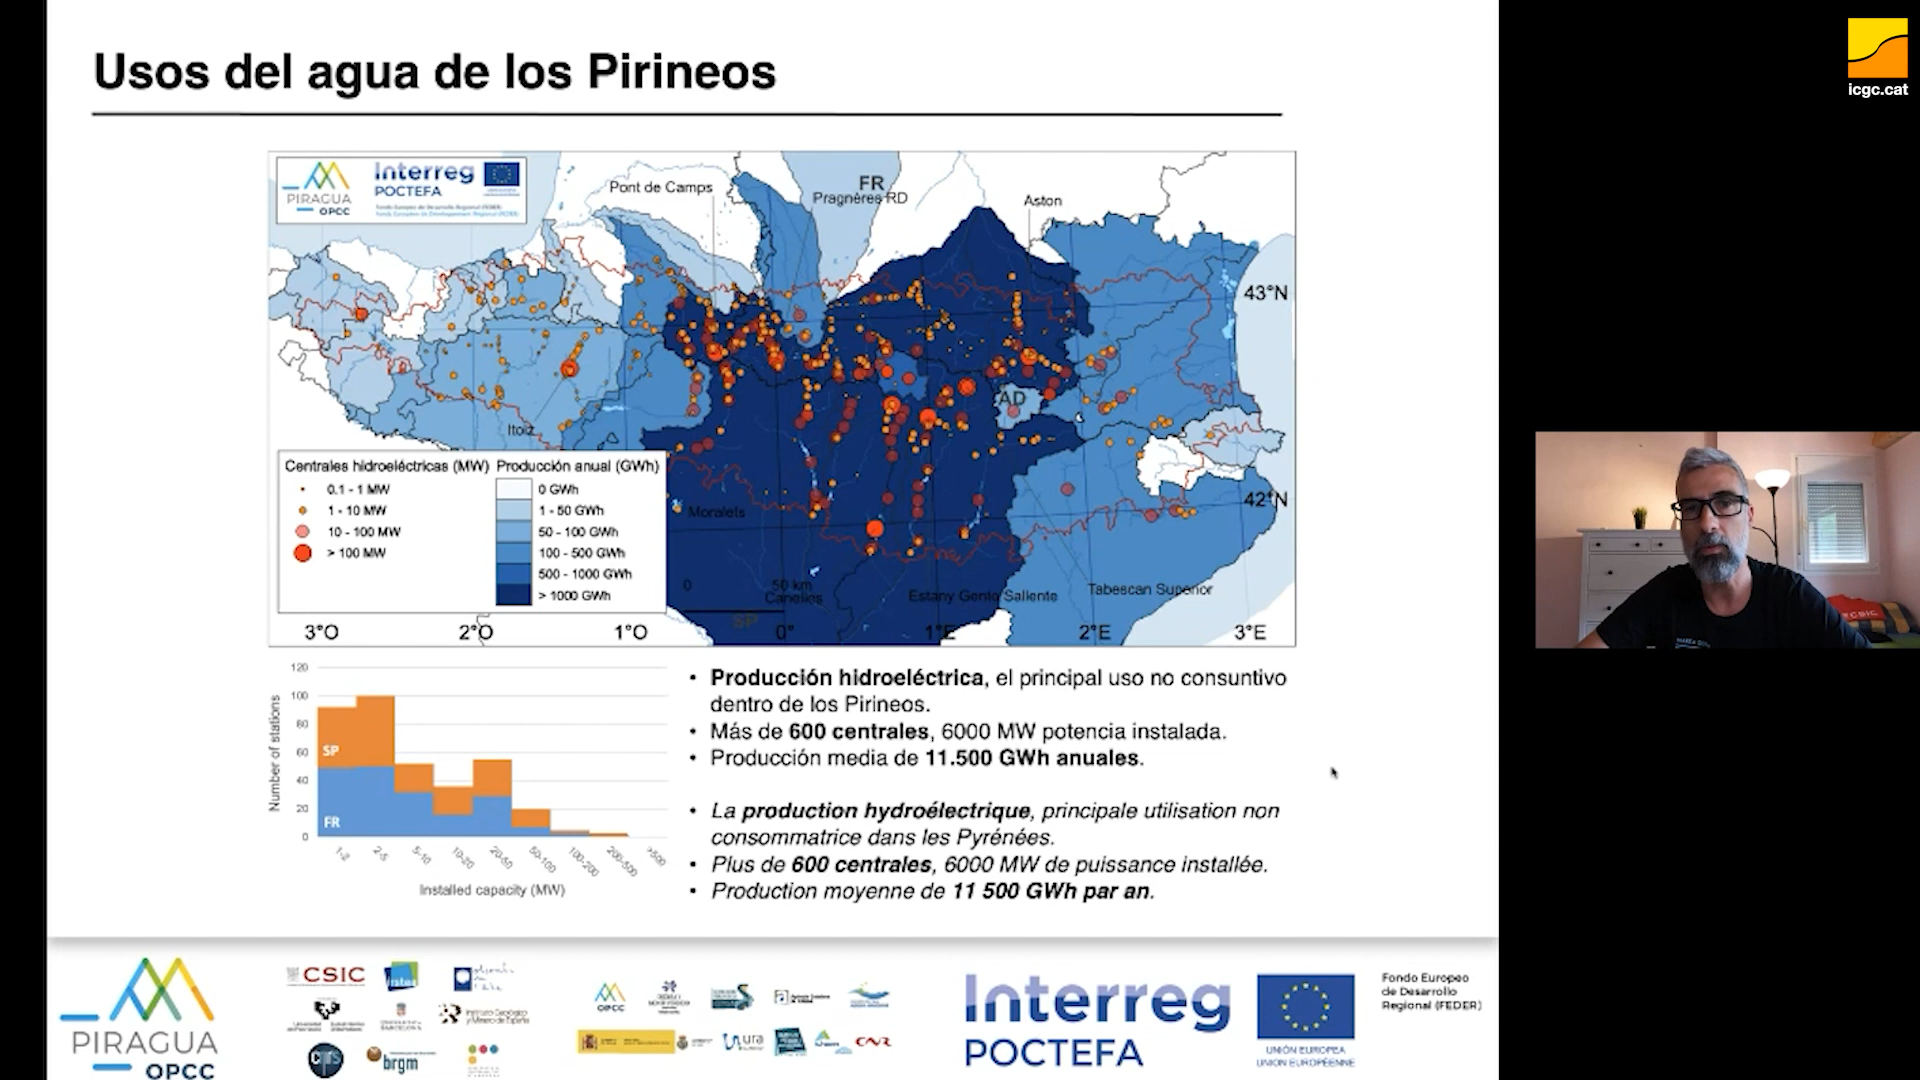 Usos del agua de los Pirineos
icgc.cat
PIRAGUA
OPCC
Interreg
POCTEFA
Fondo Europeo de Desarrollo Regional (FEDER)
Pont de Camps
FR
Pragnères RD
Aston
43°N
AD
Itoiz
42°N
Centrales hidroeléctricas (MW)
0.1 - 1 MW
1 - 10 MW
10 - 100 MW
> 100 MW
Producción anual (GWh)
0 GWh
1 - 50 GWh
50 - 100 GWh
100 - 500 GWh
500 - 1000 GWh
> 1000 GWh
Moralets
0 50 km
Canelles
SP
Estany Gento Sallente
Tabescan Superior
3°O 2°O 1°O 0° 1°E 2°E 3°E
120
100
80
60
40
20
0
Number of stations
SP
FR
1-2 2-5 5-10 10-20 20-50 50-100 100-200 200-500 >500
Installed capacity (MW)
• Producción hidroeléctrica, el principal uso no consuntivo
dentro de los Pirineos.
• Más de 600 centrales, 6000 MW potencia instalada.
• Producción media de 11.500 GWh anuales.
• La production hydroélectrique, principale utilisation non
consommatrice dans les Pyrénées.
• Plus de 600 centrales, 6000 MW de puissance installée.
• Production moyenne de 11 500 GWh par an.
CSIC
PIRAGUA
OPCC
CSIC
Instituto Geológico
y Minero de España
brgm
OPCC
ura
Interreg
POCTEFA
UNIÓN EUROPEA
UNION EUROPÉENNE
Fondo Europeo
de Desarrollo
Regional (FEDER)